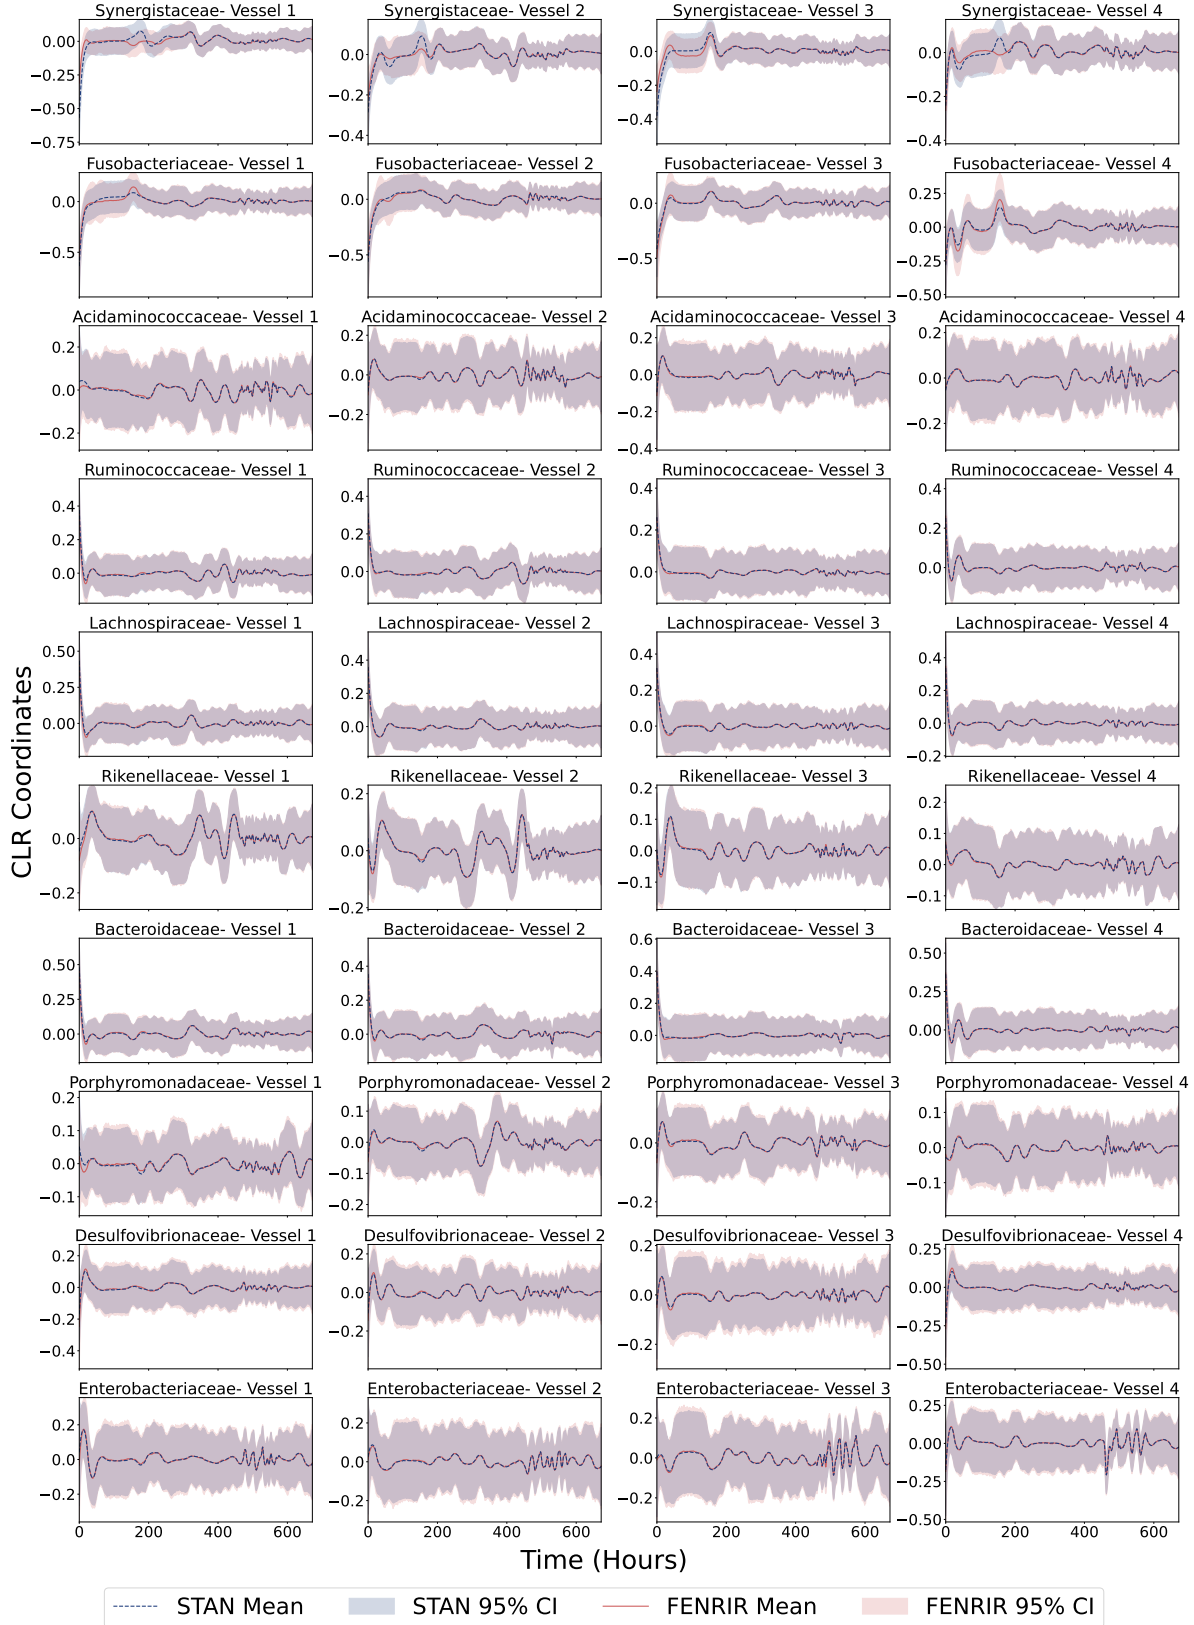 Synergistaceae- Vessel 1
Synergistaceae- Vessel 2
Synergistaceae- Vessel 3
Synergistaceae- Vessel 4
0.00
−0.25
−0.50
−0.75
0.0
−0.2
−0.4
0.0
−0.2
−0.4
0.0
−0.2
−0.4
Fusobacteriaceae- Vessel 1
Fusobacteriaceae- Vessel 2
Fusobacteriaceae- Vessel 3
Fusobacteriaceae- Vessel 4
0.0
−0.5
0.0
−0.5
0.0
−0.5
0.25
0.00
−0.25
−0.50
Acidaminococcaceae- Vessel 1
Acidaminococcaceae- Vessel 2
Acidaminococcaceae- Vessel 3
Acidaminococcaceae- Vessel 4
0.2
0.0
−0.2
0.2
0.0
−0.2
0.2
0.0
−0.2
−0.4
0.2
0.0
−0.2
Ruminococcaceae- Vessel 1
Ruminococcaceae- Vessel 2
Ruminococcaceae- Vessel 3
Ruminococcaceae- Vessel 4
0.4
0.2
0.0
0.4
0.2
0.0
0.4
0.2
0.0
0.4
0.2
0.0
Lachnospiraceae- Vessel 1
Lachnospiraceae- Vessel 2
Lachnospiraceae- Vessel 3
Lachnospiraceae- Vessel 4
0.50
0.25
0.00
0.4
0.2
0.0
0.4
0.2
0.0
0.4
0.2
0.0
−0.2
CLR Coordinates
Rikenellaceae- Vessel 1
Rikenellaceae- Vessel 2
Rikenellaceae- Vessel 3
Rikenellaceae- Vessel 4
0.0
−0.2
0.2
0.0
−0.2
0.2
0.1
0.0
−0.1
0.2
0.1
0.0
−0.1
Bacteroidaceae- Vessel 1
Bacteroidaceae- Vessel 2
Bacteroidaceae- Vessel 3
Bacteroidaceae- Vessel 4
0.50
0.25
0.00
0.4
0.2
0.0
0.6
0.4
0.2
0.0
0.50
0.25
0.00
Porphyromonadaceae- Vessel 1
Porphyromonadaceae- Vessel 2
Porphyromonadaceae- Vessel 3
Porphyromonadaceae- Vessel 4
0.2
0.1
0.0
−0.1
0.1
0.0
−0.1
−0.2
0.0
−0.2
0.1
0.0
−0.1
Desulfovibrionaceae- Vessel 1
Desulfovibrionaceae- Vessel 2
Desulfovibrionaceae- Vessel 3
Desulfovibrionaceae- Vessel 4
0.2
0.0
−0.2
−0.4
0.2
0.0
−0.2
0.2
0.0
−0.2
0.25
0.00
−0.25
−0.50
Enterobacteriaceae- Vessel 1
Enterobacteriaceae- Vessel 2
Enterobacteriaceae- Vessel 3
Enterobacteriaceae- Vessel 4
0.2
0.0
−0.2
0.2
0.0
−0.2
0.2
0.0
−0.2
0.25
0.00
−0.25
−0.50
0 200 400 600
0 200 400 600
0 200 400 600
0 200 400 600
Time (Hours)
STAN Mean STAN 95% CI FENRIR Mean FENRIR 95% CI